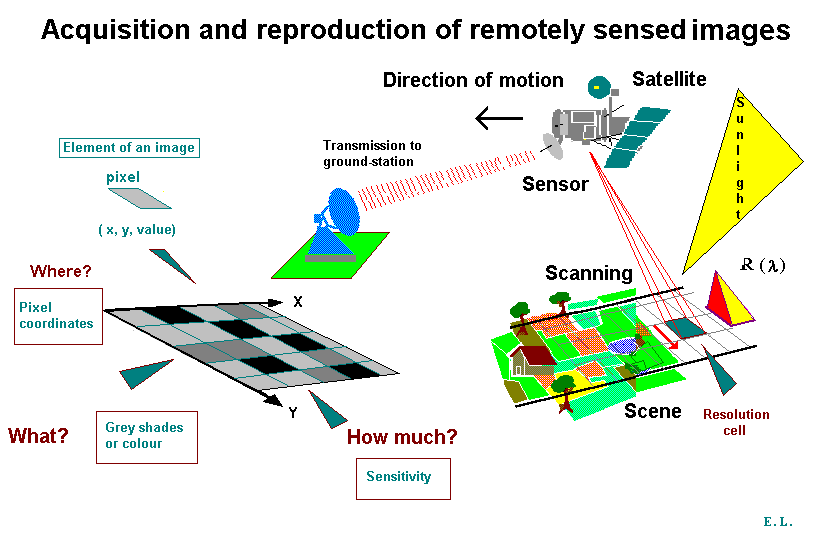 Acquisition and reproduction of remotely sensed images
Direction of motion
Satellite
Sunlight
Element of an image
Transmission to
ground-station
pixel
Sensor
( x, y, value)
Where?
Scanning
R (λ)
Pixel
coordinates
X
Y
Scene
Resolution
cell
What?
Grey shades
or colour
How much?
Sensitivity
E. L.